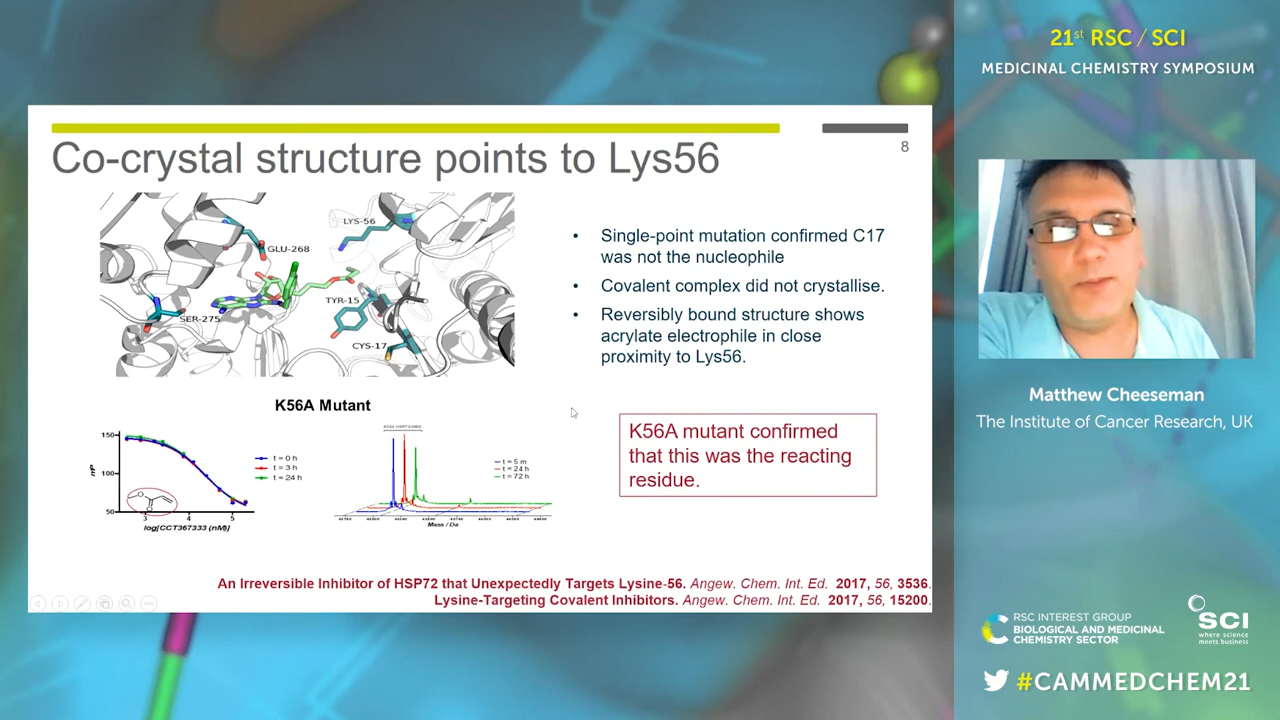 21st RSC / SCI
MEDICINAL CHEMISTRY SYMPOSIUM
8
Co-crystal structure points to Lys56
LYS-56
GLU-268
TYR-15
SER-275
CYS-17
• Single-point mutation confirmed C17
was not the nucleophile
• Covalent complex did not crystallise.
• Reversibly bound structure shows
acrylate electrophile in close
proximity to Lys56.
K56A Mutant
150
100
50
mP
3
4
5
log[CCT367333 (nM)]
t = 0 h
t = 3 h
t = 24 h
t = 5 m
t = 24 h
t = 72 h
Mass / Da
K56A mutant confirmed
that this was the reacting
residue.
An Irreversible Inhibitor of HSP72 that Unexpectedly Targets Lysine-56. Angew. Chem. Int. Ed. 2017, 56, 3536.
Lysine-Targeting Covalent Inhibitors. Angew. Chem. Int. Ed. 2017, 56, 15200.
Matthew Cheeseman
The Institute of Cancer Research, UK
RSC INTEREST GROUP
BIOLOGICAL AND MEDICINAL
CHEMISTRY SECTOR
SCI
where science
meets business
#CAMMEDCHEM21